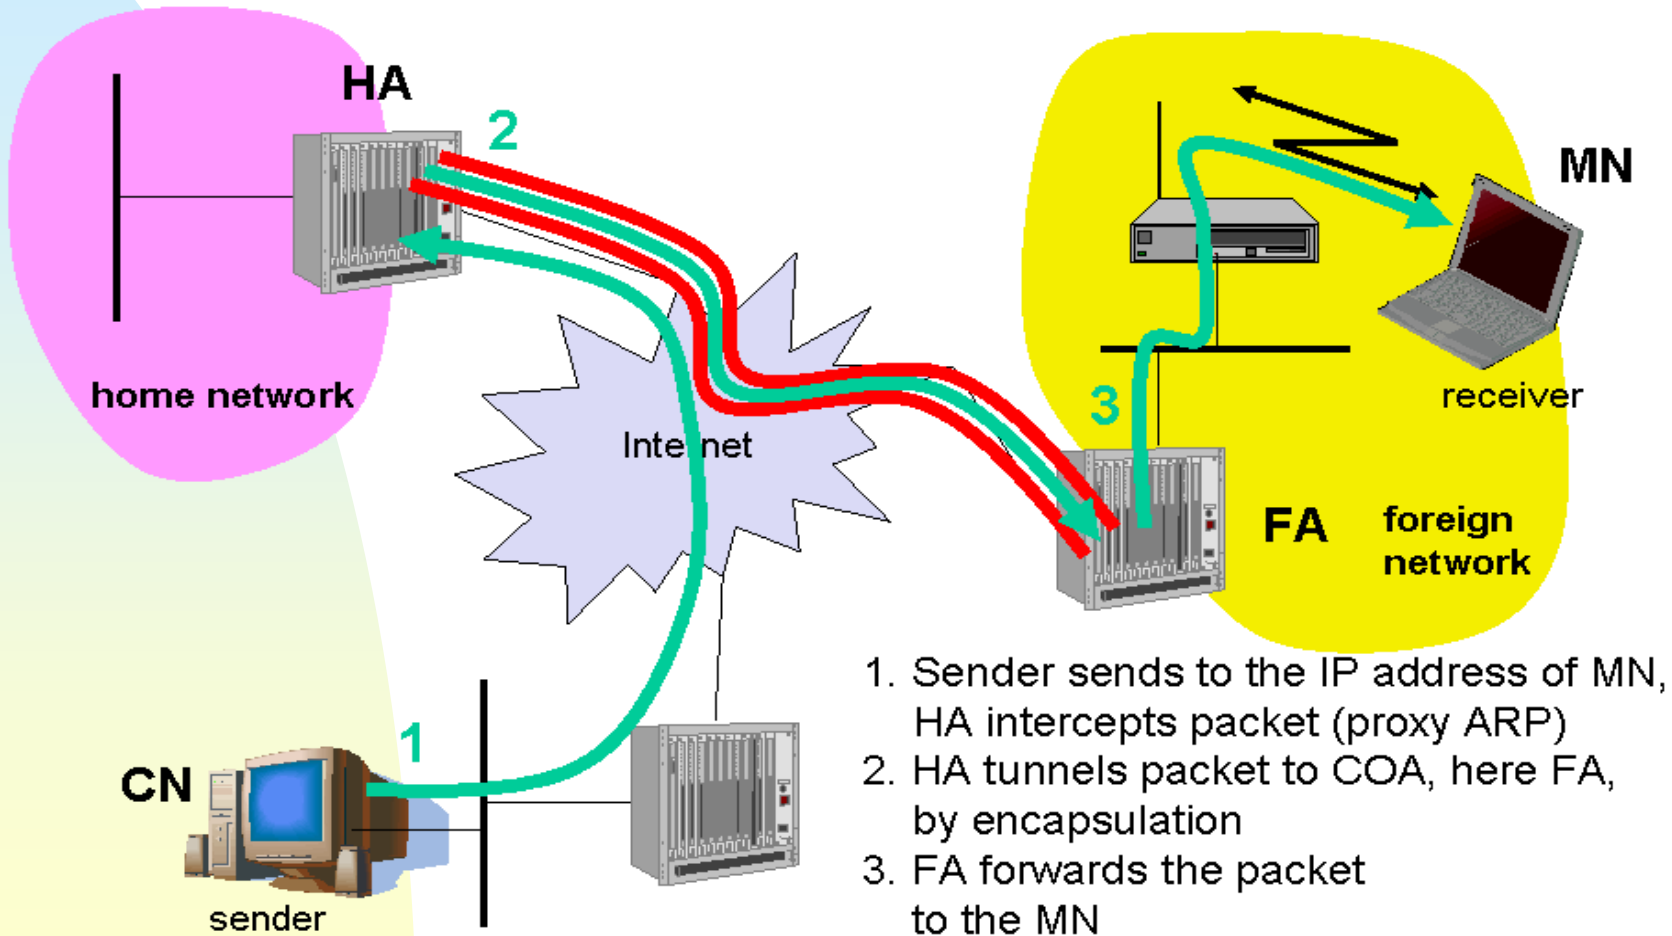 HA
2
MN
home network
receiver
3
Internet
FA
foreign
network
1
CN
sender
1. Sender sends to the IP address of MN,
HA intercepts packet (proxy ARP)
2. HA tunnels packet to COA, here FA,
by encapsulation
3. FA forwards the packet
to the MN